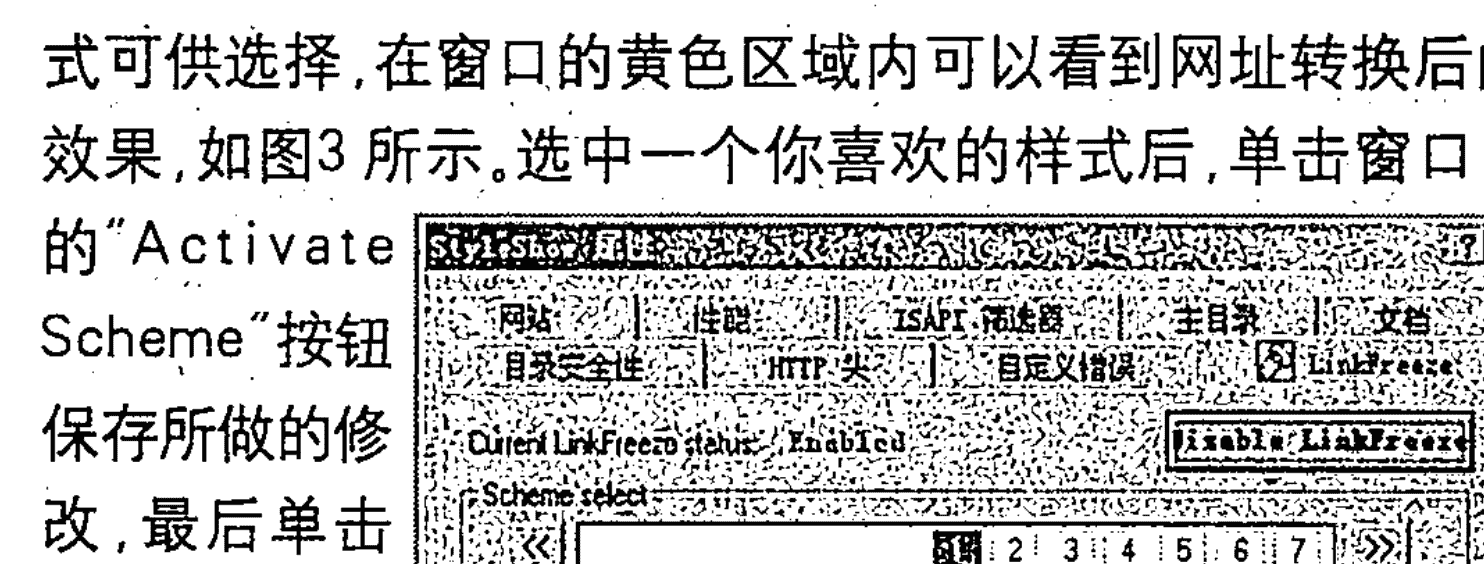 式可供选择,在窗口的黄色区域内可以看到网址转换后
效果,如图3 所示。选中一个你喜欢的样式后,单击窗口
的"Activate
Scheme"按钮
保存所做的修
改,最后单击
StyleShow 属性 ?
网站 性能 ISAPI 筛选器 主目录 文档
目录安全性 HTTP 头 自定义错误 LinkFreeze
Current LinkFreeze status: Enabled Disable LinkFreeze
Scheme select
<< 2 3 4 5 6 7 >>